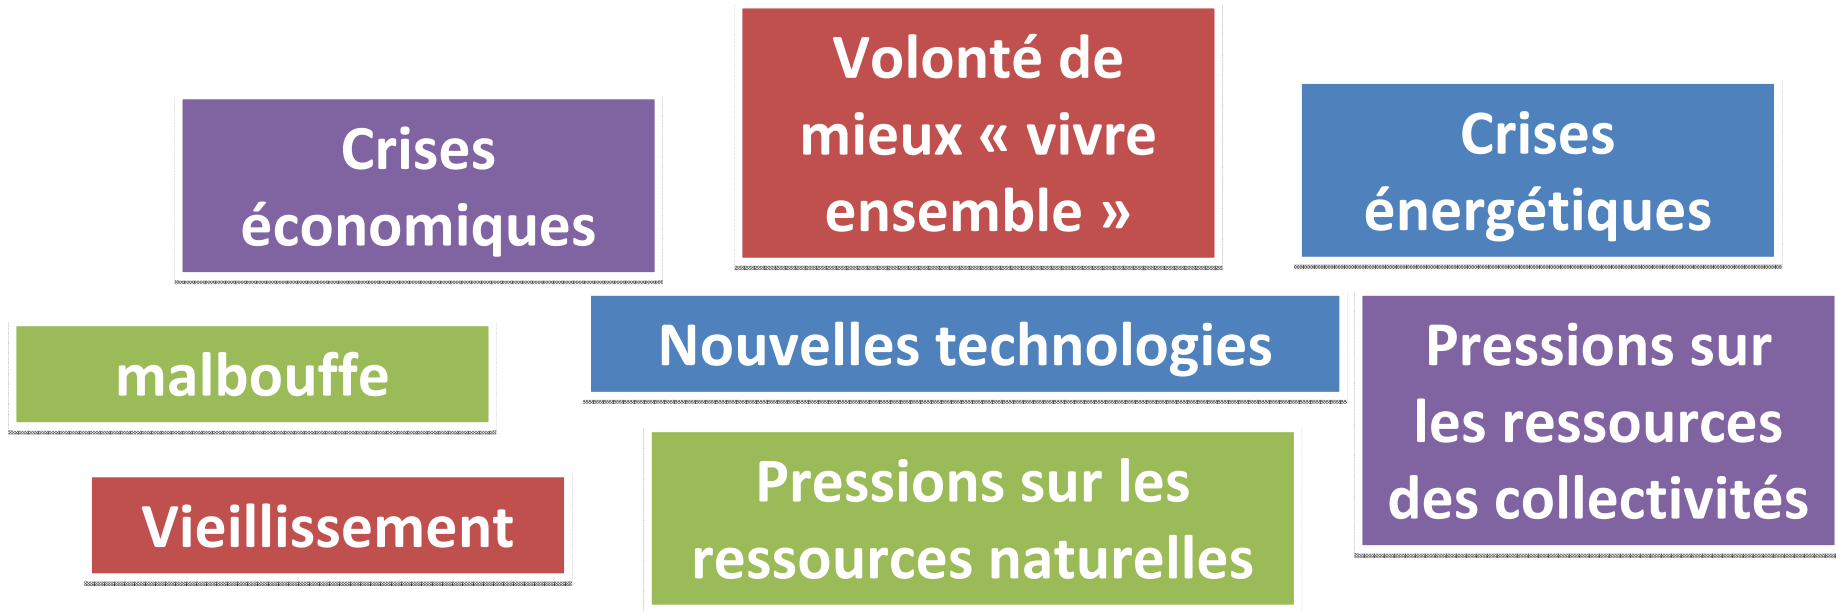 Volonté de
mieux « vivre
ensemble »
Crises
économiques
Crises
énergétiques
malbouffe
Nouvelles technologies
Pressions sur
les ressources
des collectivités
Vieillissement
Pressions sur les
ressources naturelles